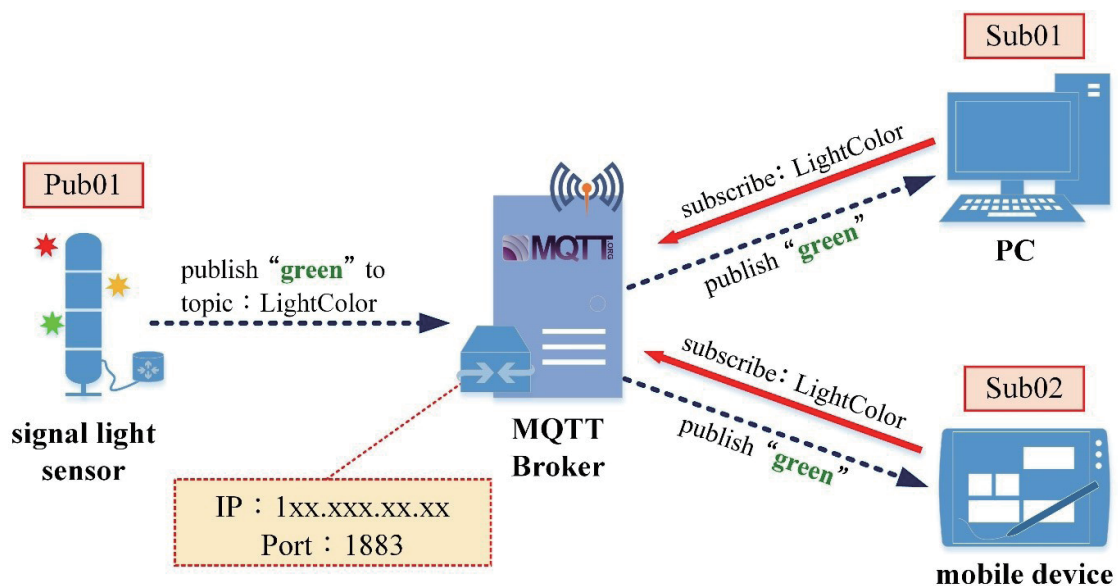 Pub01
publish “green” to
topic：LightColor
signal light
sensor
MQTT.ORG
MQTT
Broker
IP：1xx.xxx.xx.xx
Port：1883
Sub01
subscribe: LightColor
publish “green”
PC
Sub02
subscribe: LightColor
publish “green”
mobile device